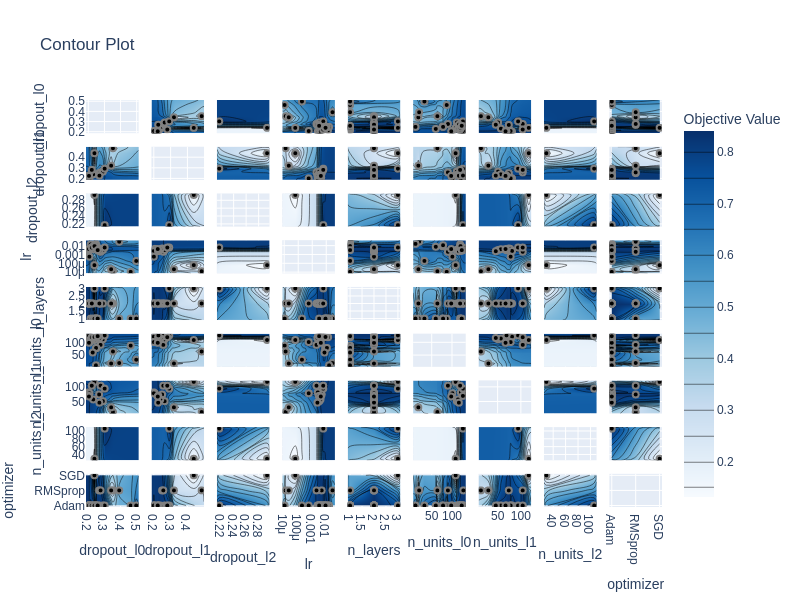 Contour Plot
Objective Value
0.8
0.7
0.6
0.5
0.4
0.3
0.2
dropout_l0
0.5
0.4
0.3
0.2
dropout_l1
0.4
0.3
0.2
dropout_l2
0.28
0.26
0.24
0.22
lr
0.01
0.001
100μ
10μ
n_layers
3
2.5
2
1.5
1
n_units_l0
100
50
n_units_l1
100
50
n_units_l2
100
80
60
40
optimizer
SGD
RMSprop
Adam
0.2 0.3 0.4 0.5
0.2 0.3 0.4
0.22 0.24 0.26 0.28
10μ 100μ 0.001 0.01
1 1.5 2 2.5 3
50 100
50 100
40 60 80 100
Adam RMSprop SGD
dropout_l0 dropout_l1 dropout_l2 lr n_layers n_units_l0 n_units_l1 n_units_l2 optimizer